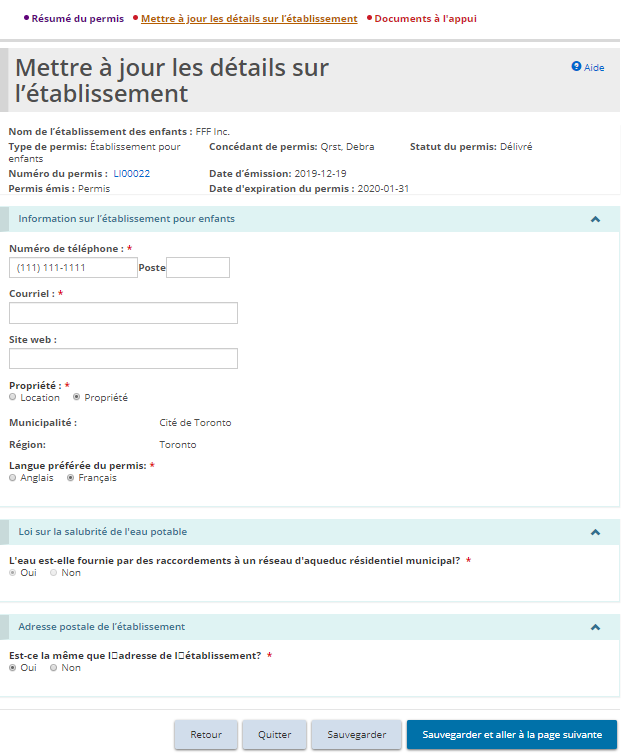 Résumé du permis Mettre à jour les détails sur l'établissement Documents à l'appui
Mettre à jour les détails sur
l'établissement
Aide
Nom de l'établissement des enfants : FFF Inc.
Type de permis: Établissement pour enfants Concédant de permis: Qrst, Debra Statut du permis: Délivré
Numéro du permis : LI00022 Date d'émission: 2019-12-19
Permis émis : Permis Date d'expiration du permis : 2020-01-31
Information sur l'établissement pour enfants
Numéro de téléphone : *
(111) 111-1111 Poste
Courriel : *
Site web :
Propriété : *
Location Propriété
Municipalité : Cité de Toronto
Région: Toronto
Langue préférée du permis: *
Anglais Français
Loi sur la salubrité de l'eau potable
L'eau est-elle fournie par des raccordements à un réseau d'aqueduc résidentiel municipal? *
Oui Non
Adresse postale de l'établissement
Est-ce la même que l□adresse de l□établissement? *
Oui Non
Retour Quitter Sauvegarder Sauvegarder et aller à la page suivante